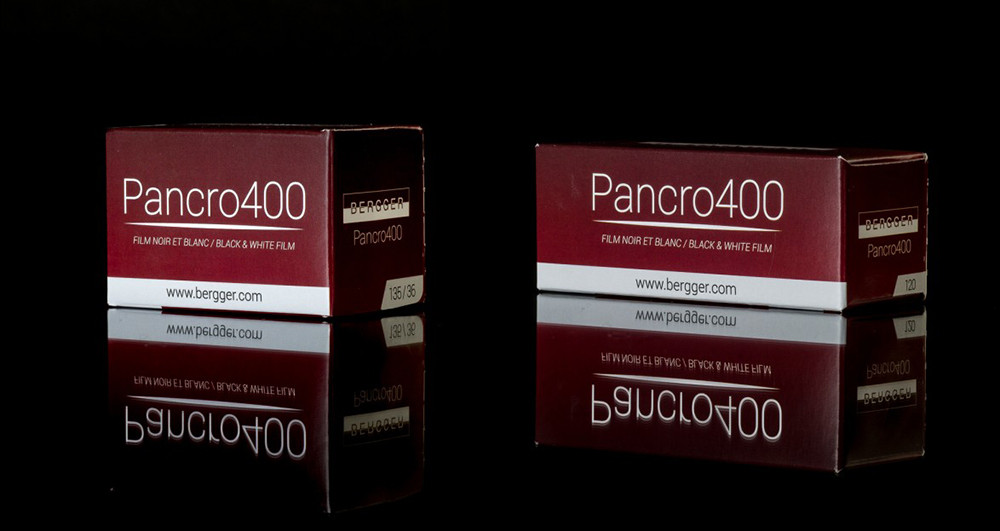 Pancro400
FILM NOIR ET BLANC / BLACK & WHITE FILM
www.bergger.com
BERGGER
Pancro400
135/36
Pancro400
FILM NOIR ET BLANC / BLACK & WHITE FILM
www.bergger.com
BERGGER
Pancro400
120